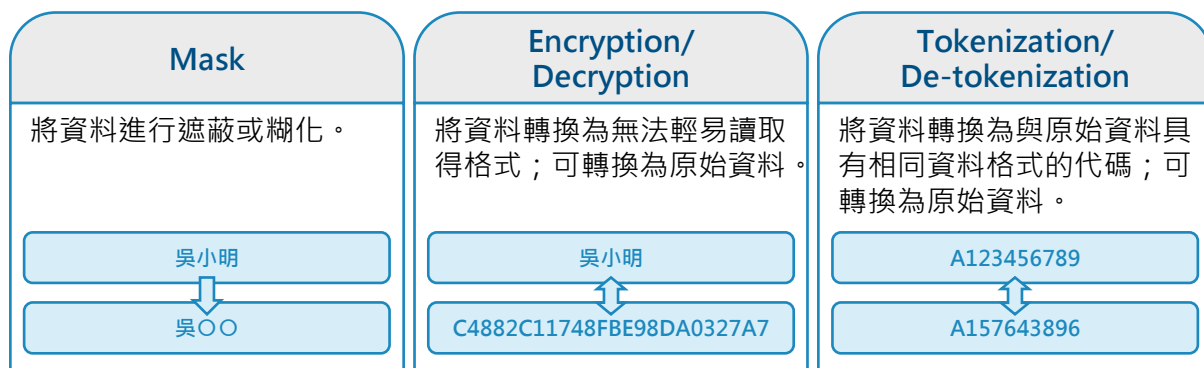 Mask
將資料進行遮蔽或糊化。
吳小明
吳〇〇
Encryption/
Decryption
將資料轉換為無法輕易讀取
得格式；可轉換為原始資料。
吳小明
C4882C11748FBE98DA0327A7
Tokenization/
De-tokenization
將資料轉換為與原始資料具
有相同資料格式的代碼；可
轉換為原始資料。
A123456789
A157643896